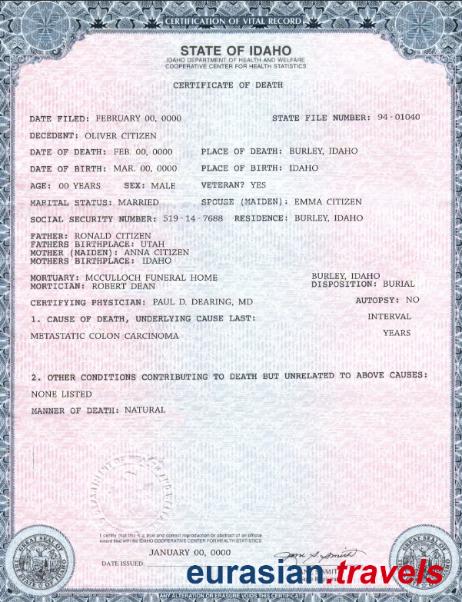 CERTIFICATION OF VITAL RECORD
STATE OF IDAHO
IDAHO DEPARTMENT OF HEALTH AND WELFARE
COOPERATIVE CENTER FOR HEALTH STATISTICS
CERTIFICATE OF DEATH
DATE FILED: FEBRUARY 00, 0000 STATE FILE NUMBER: 94-01040
DECEDENT: OLIVER CITIZEN
DATE OF DEATH: FEB. 00, 0000 PLACE OF DEATH: BURLEY, IDAHO
DATE OF BIRTH: MAR. 00, 0000 PLACE OF BIRTH: IDAHO
AGE: 00 YEARS SEX: MALE VETERAN? YES
MARITAL STATUS: MARRIED SPOUSE (MAIDEN): EMMA CITIZEN
SOCIAL SECURITY NUMBER: 519-14-7688 RESIDENCE: BURLEY, IDAHO
FATHER: RONALD CITIZEN
FATHERS BIRTHPLACE: UTAH
MOTHER (MAIDEN): ANNA CITIZEN
MOTHERS BIRTHPLACE: IDAHO
MORTUARY: MCCULLOCH FUNERAL HOME BURLEY, IDAHO
MORTICIAN: ROBERT DEAN DISPOSITION: BURIAL
CERTIFYING PHYSICIAN: PAUL D. DEARING, MD AUTOPSY: NO
1. CAUSE OF DEATH, UNDERLYING CAUSE LAST: INTERVAL
METASTATIC COLON CARCINOMA YEARS
2. OTHER CONDITIONS CONTRIBUTING TO DEATH BUT UNRELATED TO ABOVE CAUSES:
NONE LISTED
MANNER OF DEATH: NATURAL
I certify that this is a true and correct reproduction or abstract of an official
record filed with the IDAHO COOPERATIVE CENTER FOR HEALTH STATISTICS
JANUARY 00, 0000
DATE ISSUED
eurasian.travels
ANY ALTERATION OR ERASURE VOIDS THIS CERTIFICATE